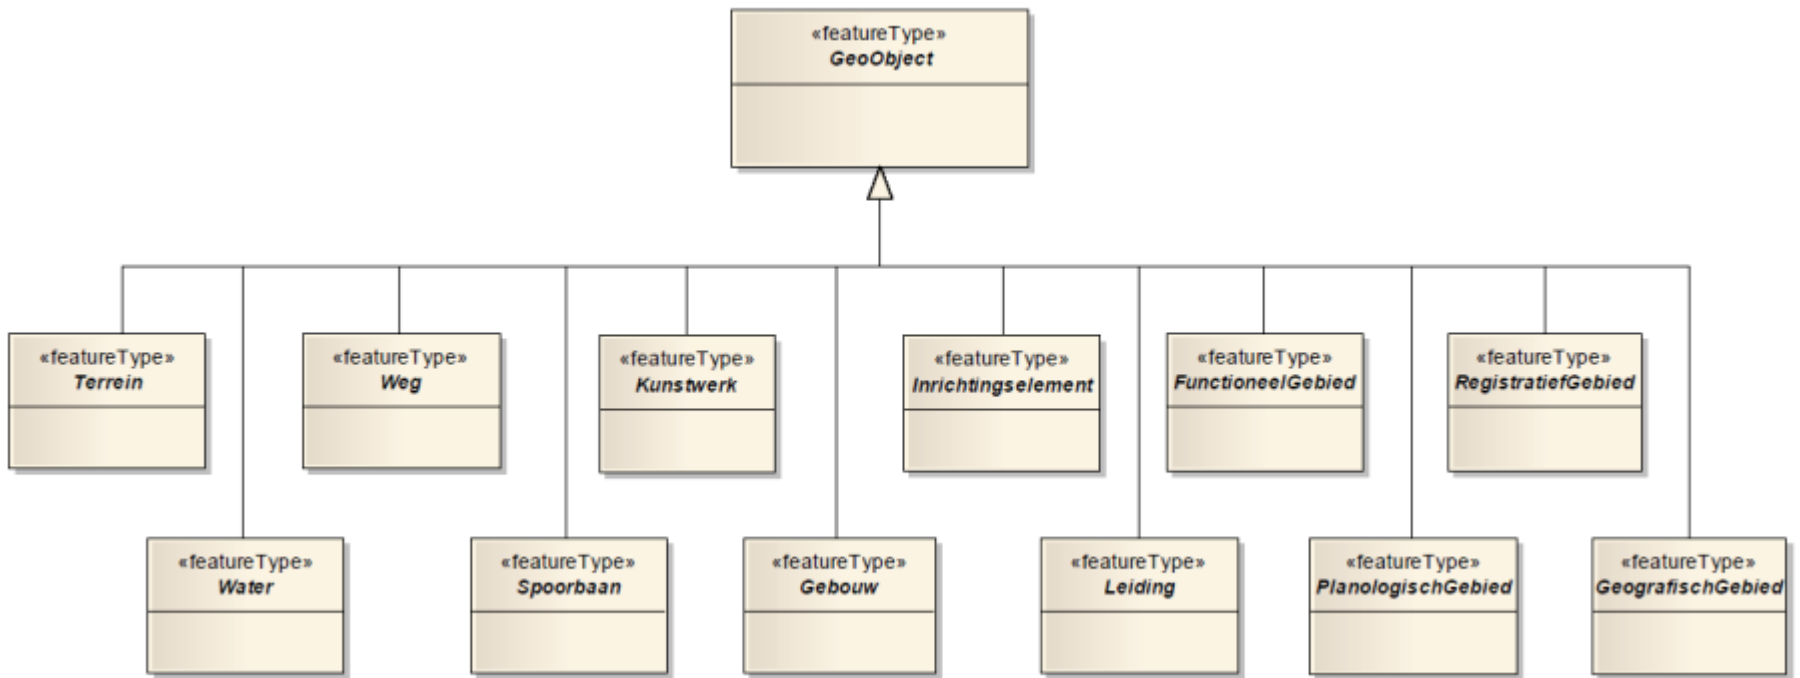 «featureType»
GeoObject
«featureType»
Terrein
«featureType»
Weg
«featureType»
Kunstwerk
«featureType»
Inrichtingselement
«featureType»
FunctioneelGebied
«featureType»
RegistratiefGebied
«featureType»
Water
«featureType»
Spoorbaan
«featureType»
Gebouw
«featureType»
Leiding
«featureType»
PlanologischGebied
«featureType»
GeografischGebied